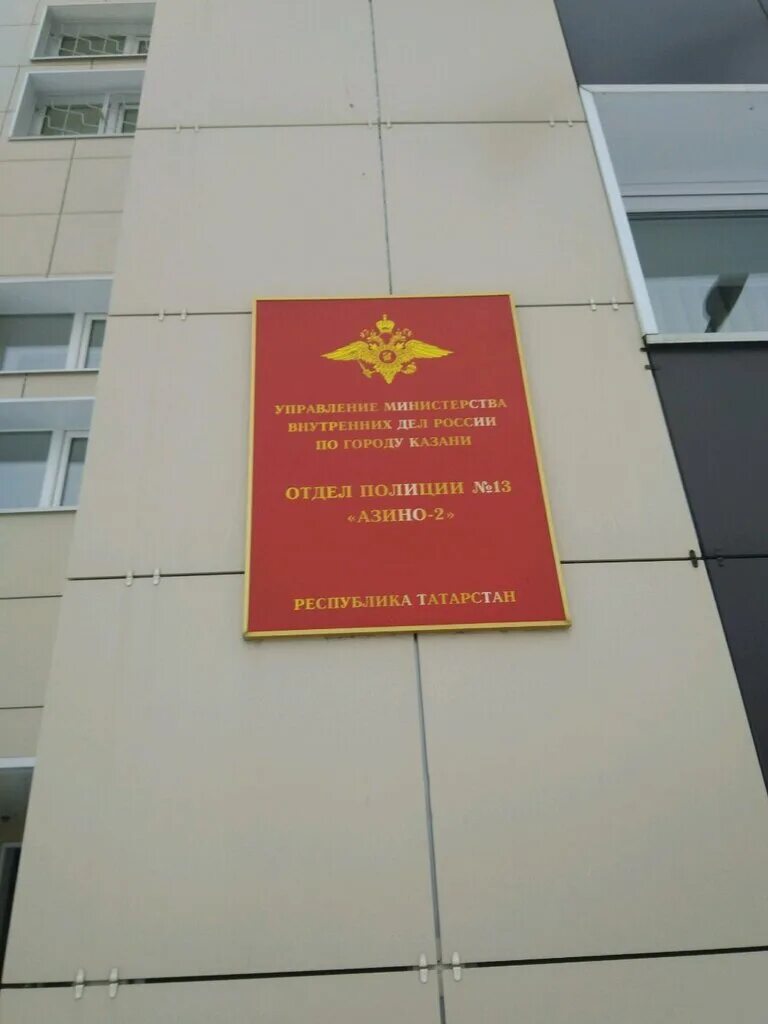 УПРАВЛЕНИЕ МИНИСТЕРСТВА
ВНУТРЕННИХ ДЕЛ РОССИИ
ПО ГОРОДУ КАЗАНИ
ОТДЕЛ ПОЛИЦИИ №13
«АЗИНО-2»
РЕСПУБЛИКА ТАТАРСТАН